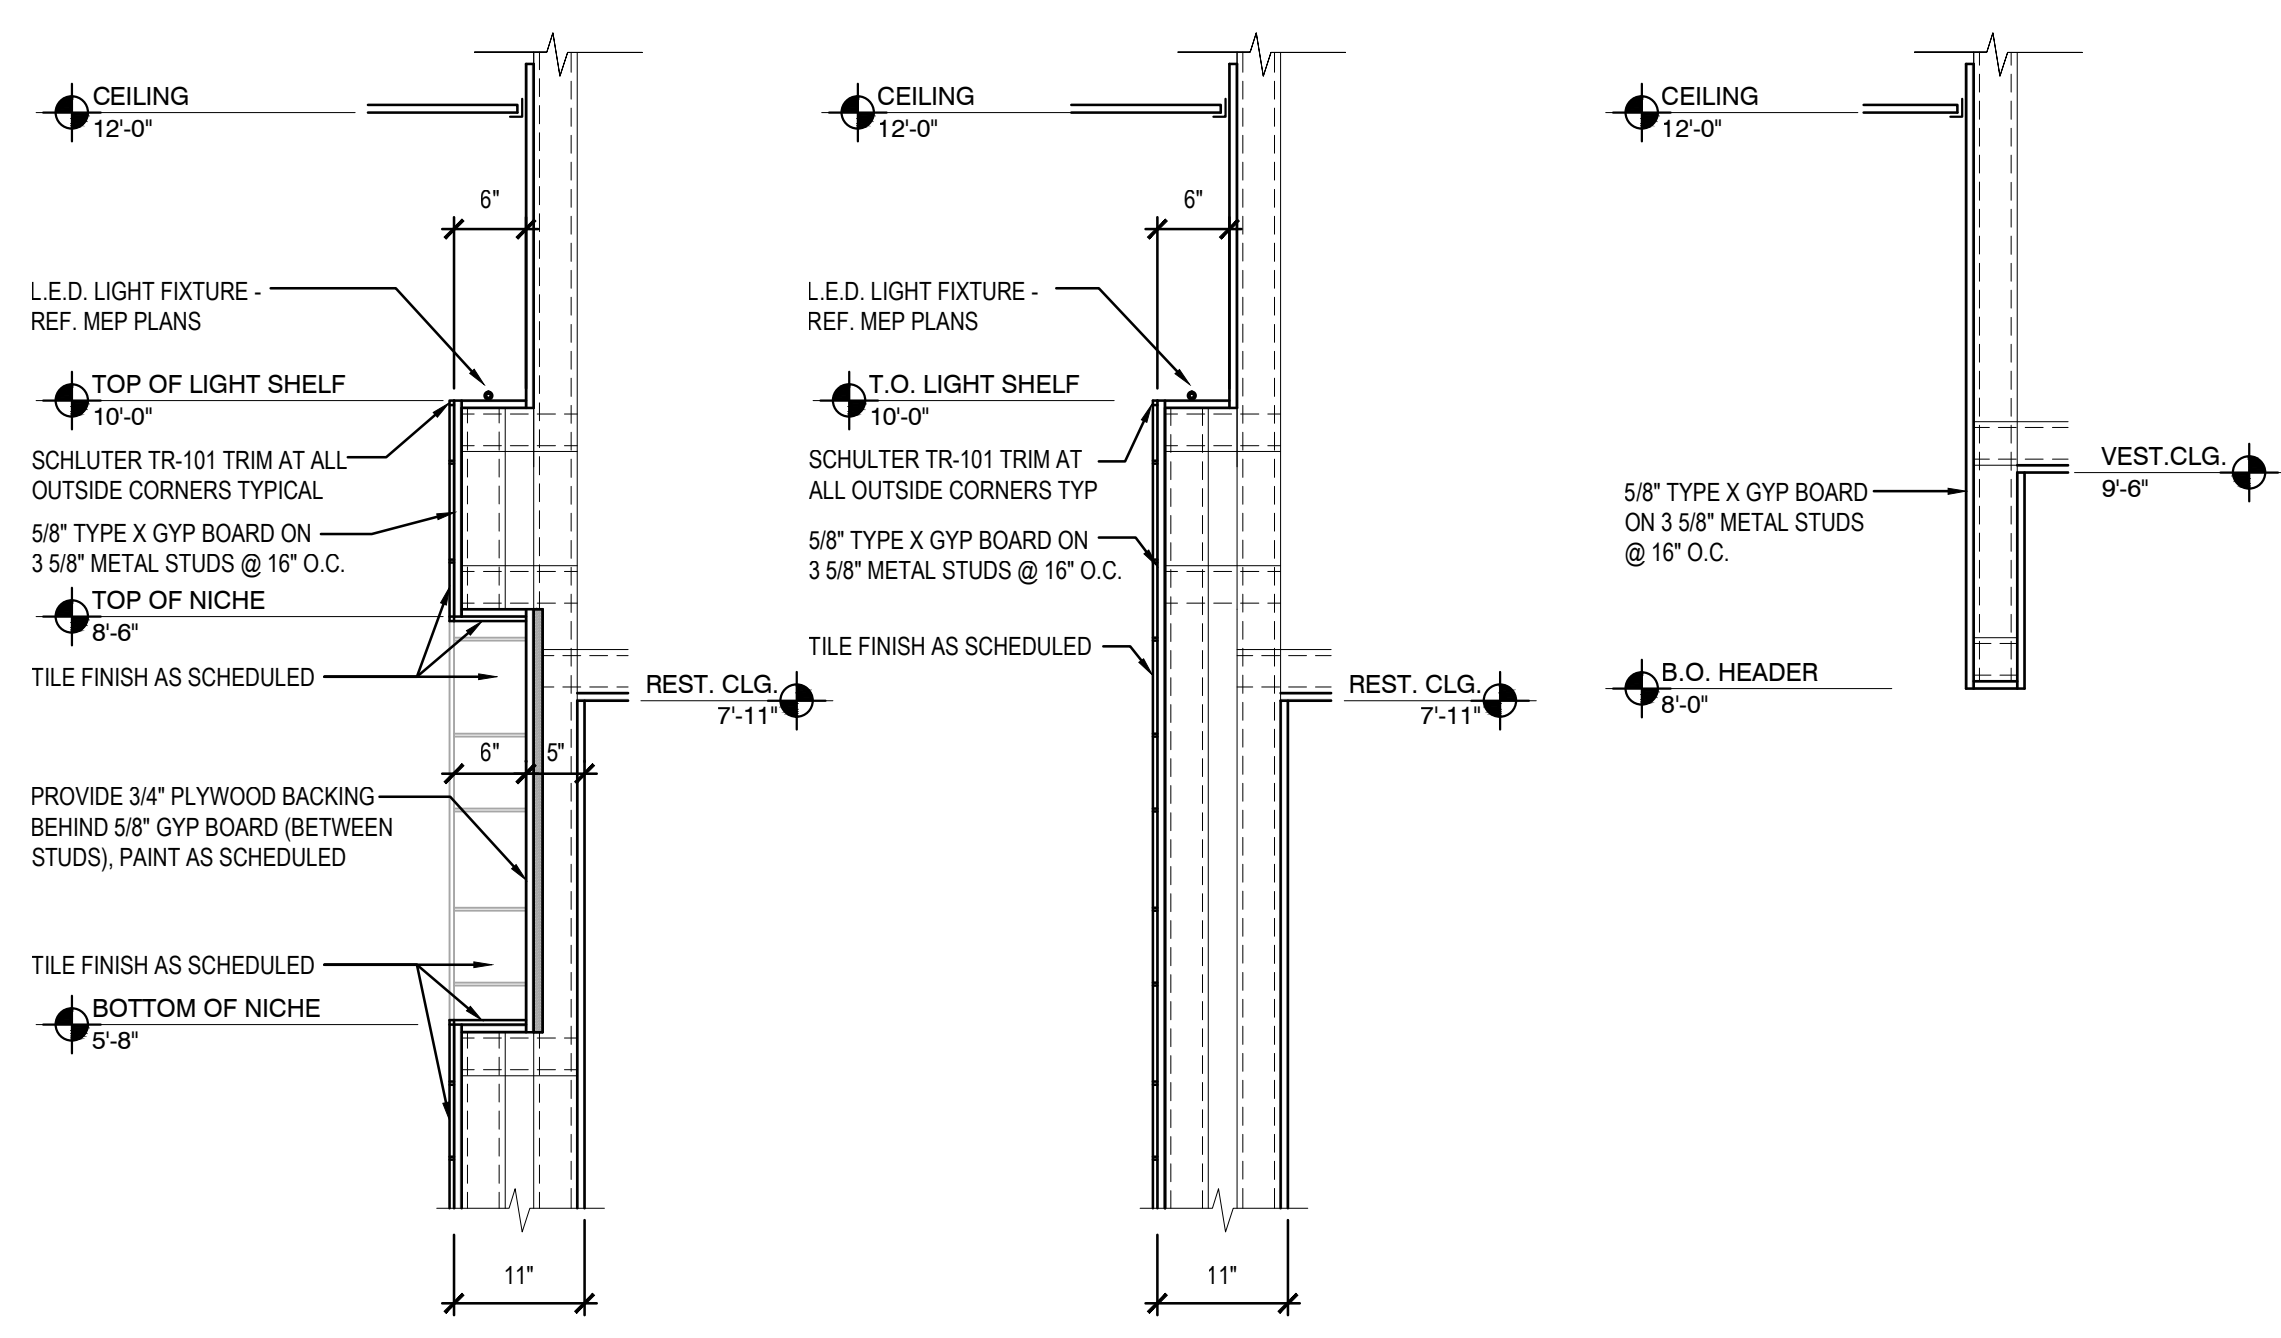 CEILING
12'-0"
6"
L.E.D. LIGHT FIXTURE -
REF. MEP PLANS
TOP OF LIGHT SHELF
10'-0"
SCHLUTER TR-101 TRIM AT ALL
OUTSIDE CORNERS TYPICAL
5/8" TYPE X GYP BOARD ON
3 5/8" METAL STUDS @ 16" O.C.
TOP OF NICHE
8'-6"
TILE FINISH AS SCHEDULED
REST. CLG.
7'-11"
6"
5"
PROVIDE 3/4" PLYWOOD BACKING
BEHIND 5/8" GYP BOARD (BETWEEN
STUDS), PAINT AS SCHEDULED
TILE FINISH AS SCHEDULED
BOTTOM OF NICHE
5'-8"
11"
CEILING
12'-0"
6"
L.E.D. LIGHT FIXTURE -
REF. MEP PLANS
T.O. LIGHT SHELF
10'-0"
SCHULTER TR-101 TRIM AT
ALL OUTSIDE CORNERS TYP
5/8" TYPE X GYP BOARD ON
3 5/8" METAL STUDS @ 16" O.C.
TILE FINISH AS SCHEDULED
REST. CLG.
7'-11"
11"
CEILING
12'-0"
VEST.CLG.
9'-6"
5/8" TYPE X GYP BOARD
ON 3 5/8" METAL STUDS
@ 16" O.C.
B.O. HEADER
8'-0"